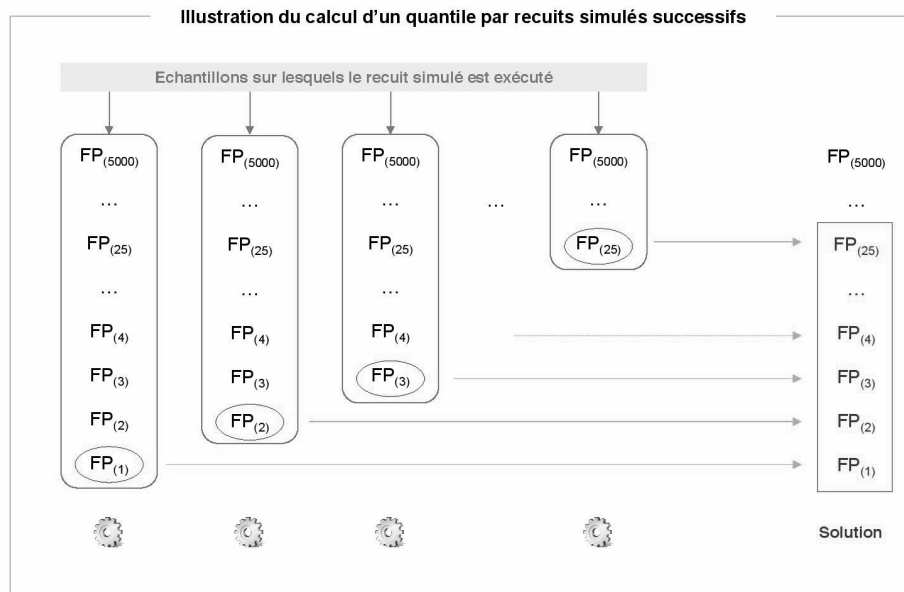 Illustration du calcul d'un quantile par recuits simulés successifs
Echantillons sur lesquels le recuit simulé est exécuté
FP(5000) FP(5000) FP(5000) FP(5000) FP(5000)
... ... ... ... ... ...
FP(25) FP(25) FP(25) FP(25) FP(25)
... ... ... ...
FP(4) FP(4) FP(4) FP(4)
FP(3) FP(3) FP(3) FP(3)
FP(2) FP(2) FP(2)
FP(1) FP(1)
Solution